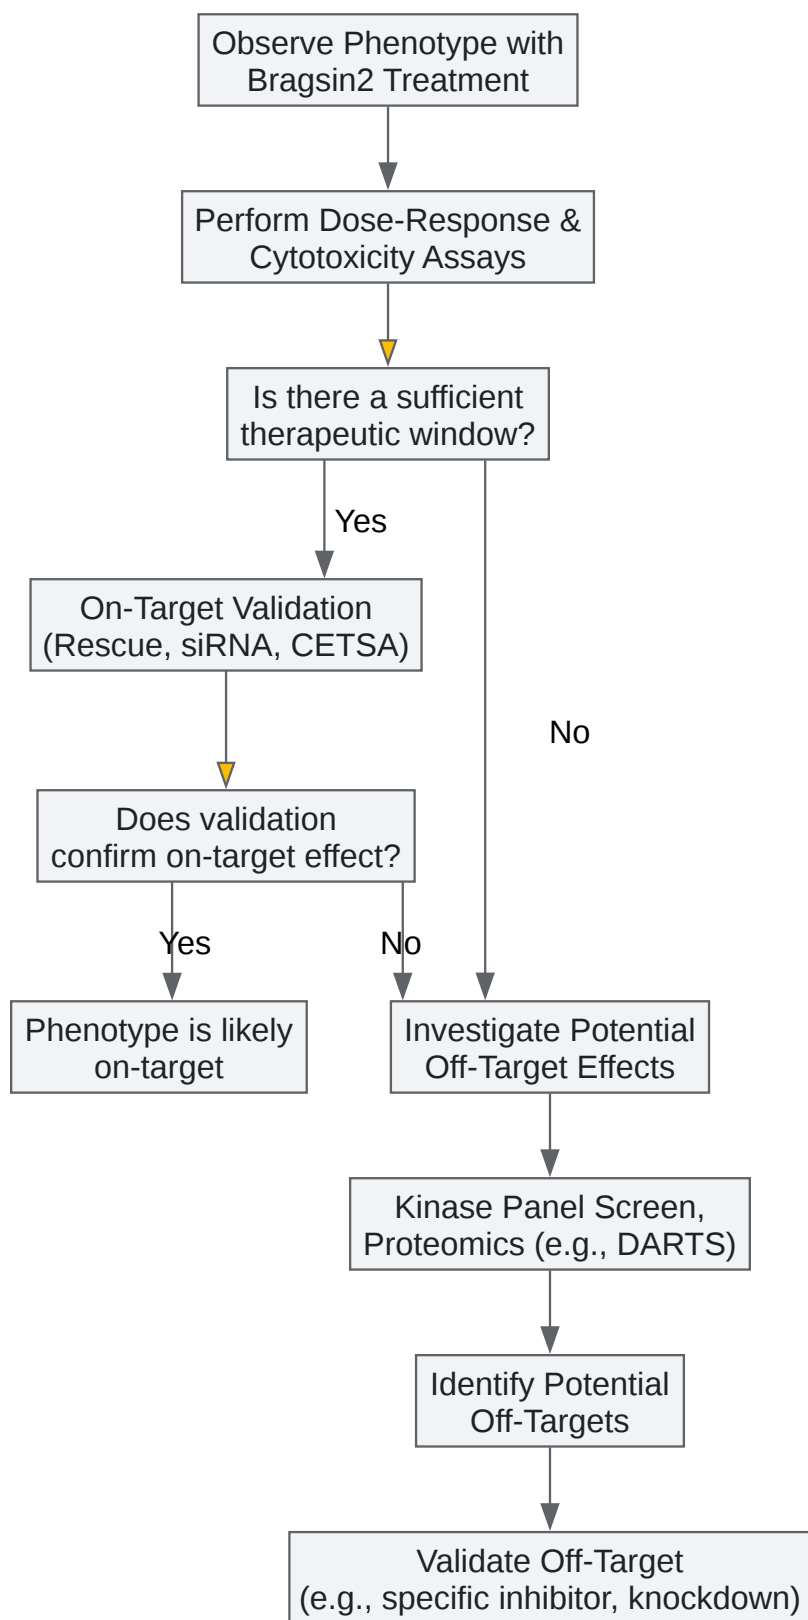 Observe Phenotype with
Bragsin2 Treatment
Perform Dose-Response &
Cytotoxicity Assays
Is there a sufficient
therapeutic window?
Yes
On-Target Validation
(Rescue, siRNA, CETSA)
No
Does validation
confirm on-target effect?
Yes
No
Phenotype is likely
on-target
Investigate Potential
Off-Target Effects
Kinase Panel Screen,
Proteomics (e.g., DARTS)
Identify Potential
Off-Targets
Validate Off-Target
(e.g., specific inhibitor, knockdown)